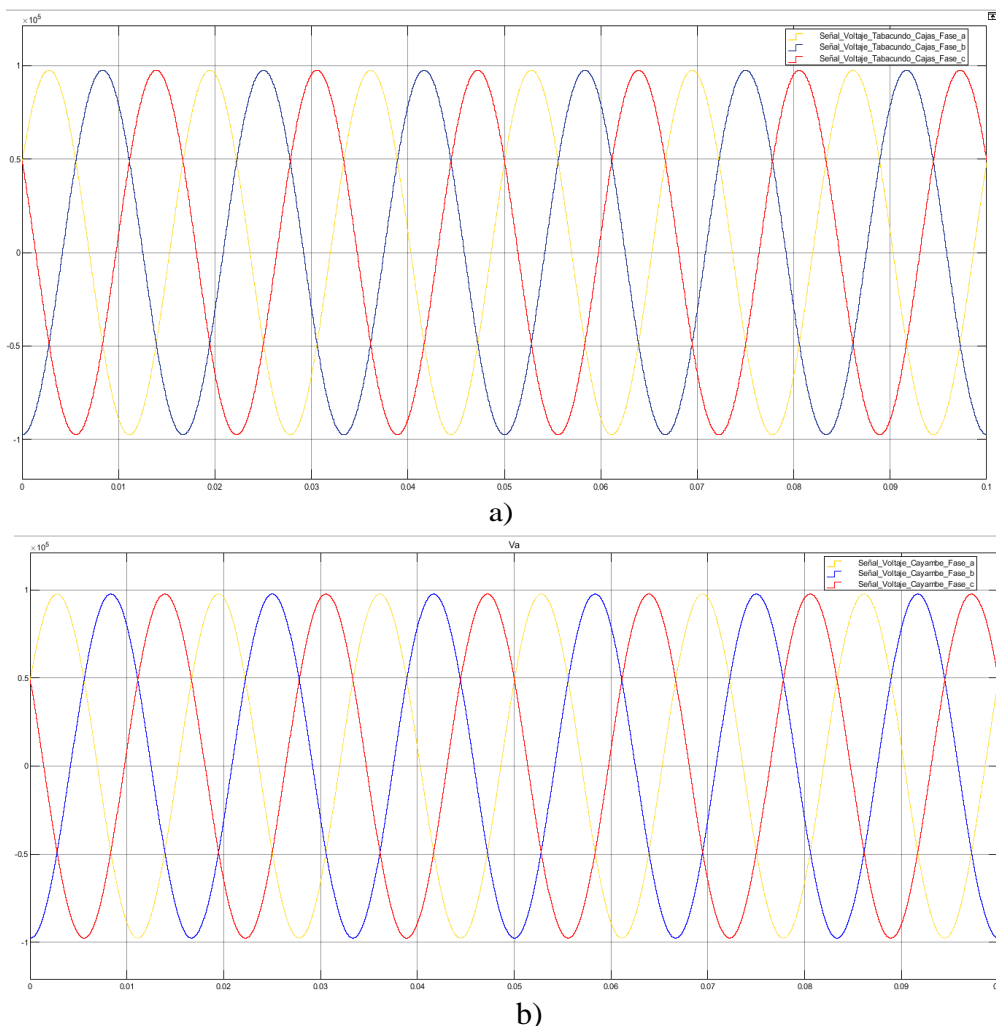 ×10⁵
Señal_Voltaje_Tabacundo_Cajas_Fase_a
Señal_Voltaje_Tabacundo_Cajas_Fase_b
Señal_Voltaje_Tabacundo_Cajas_Fase_c
1
0.5
0
-0.5
-1
0 0.01 0.02 0.03 0.04 0.05 0.06 0.07 0.08 0.09 0.1
a)
Va
×10⁵
Señal_Voltaje_Cayambe_Fase_a
Señal_Voltaje_Cayambe_Fase_b
Señal_Voltaje_Cayambe_Fase_c
1
0.5
0
-0.5
-1
0 0.01 0.02 0.03 0.04 0.05 0.06 0.07 0.08 0.09
b)